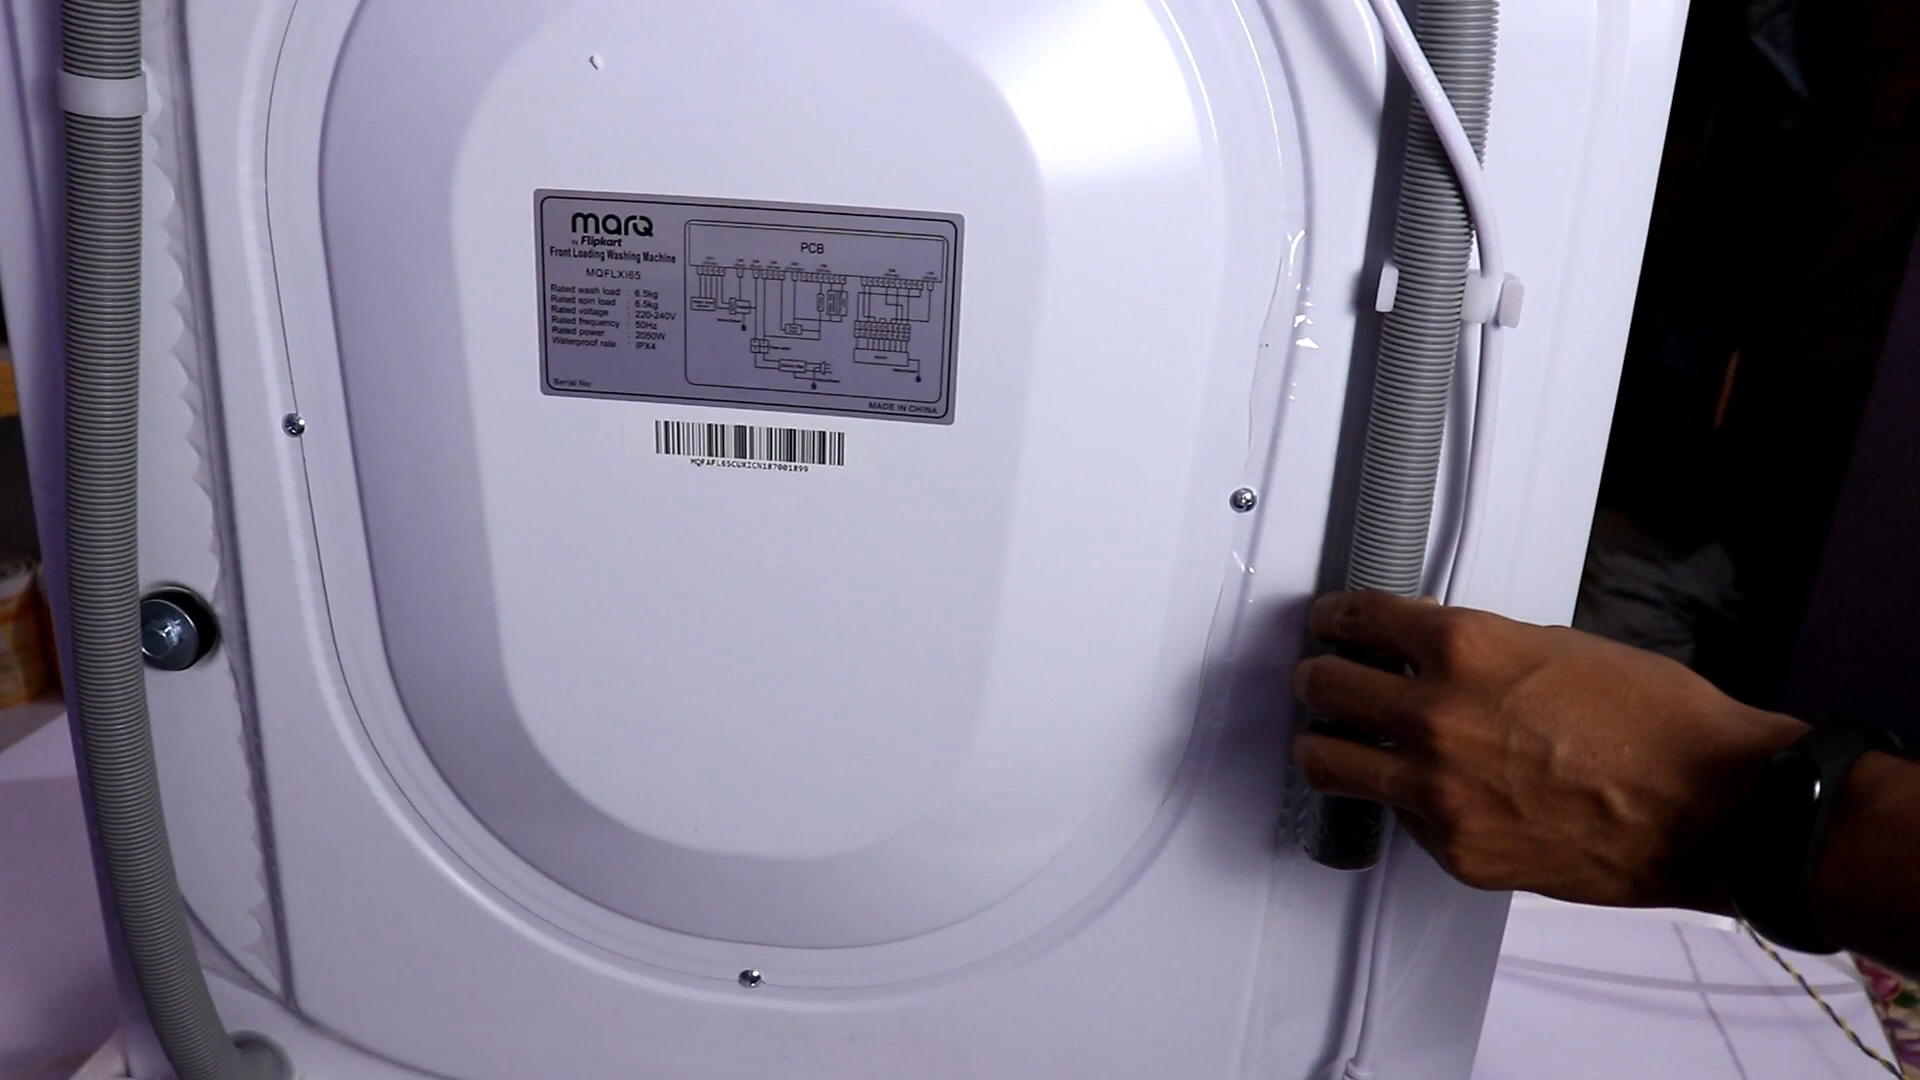 marQ
by Flipkart
Front Loading Washing Machine
MQFLXI65
Rated wash load : 6.5kg
Rated spin load : 6.5kg
Rated voltage : 220-240V
Rated frequency : 50Hz
Rated power : 2050W
Waterproof rate : IPX4
Serial No:
PCB
MADE IN CHINA
MQFAFL65CUXICN187001899